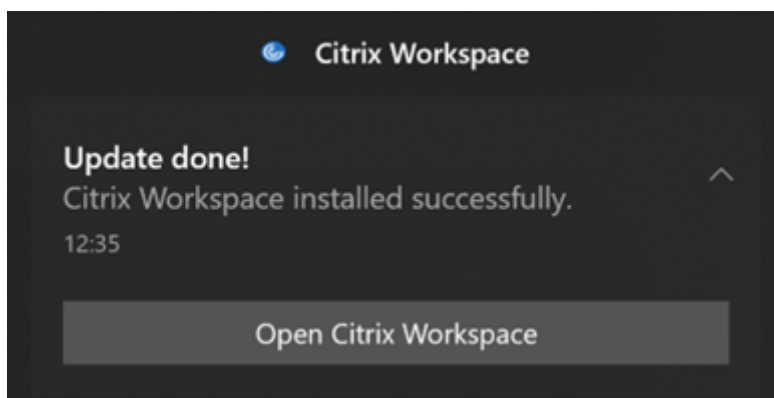 Citrix Workspace
Update done!
Citrix Workspace installed successfully.
12:35
Open Citrix Workspace